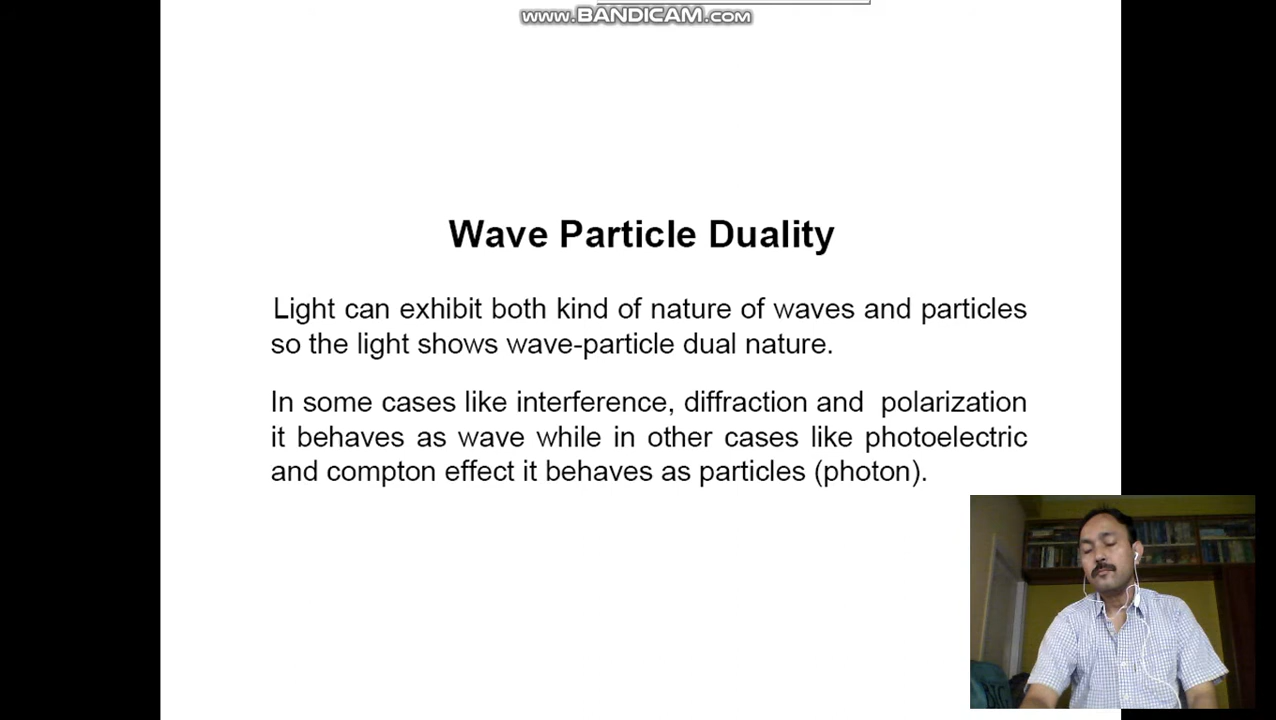 www.BANDICAM.com
Wave Particle Duality
Light can exhibit both kind of nature of waves and particles
so the light shows wave-particle dual nature.
In some cases like interference, diffraction and polarization
it behaves as wave while in other cases like photoelectric
and compton effect it behaves as particles (photon).